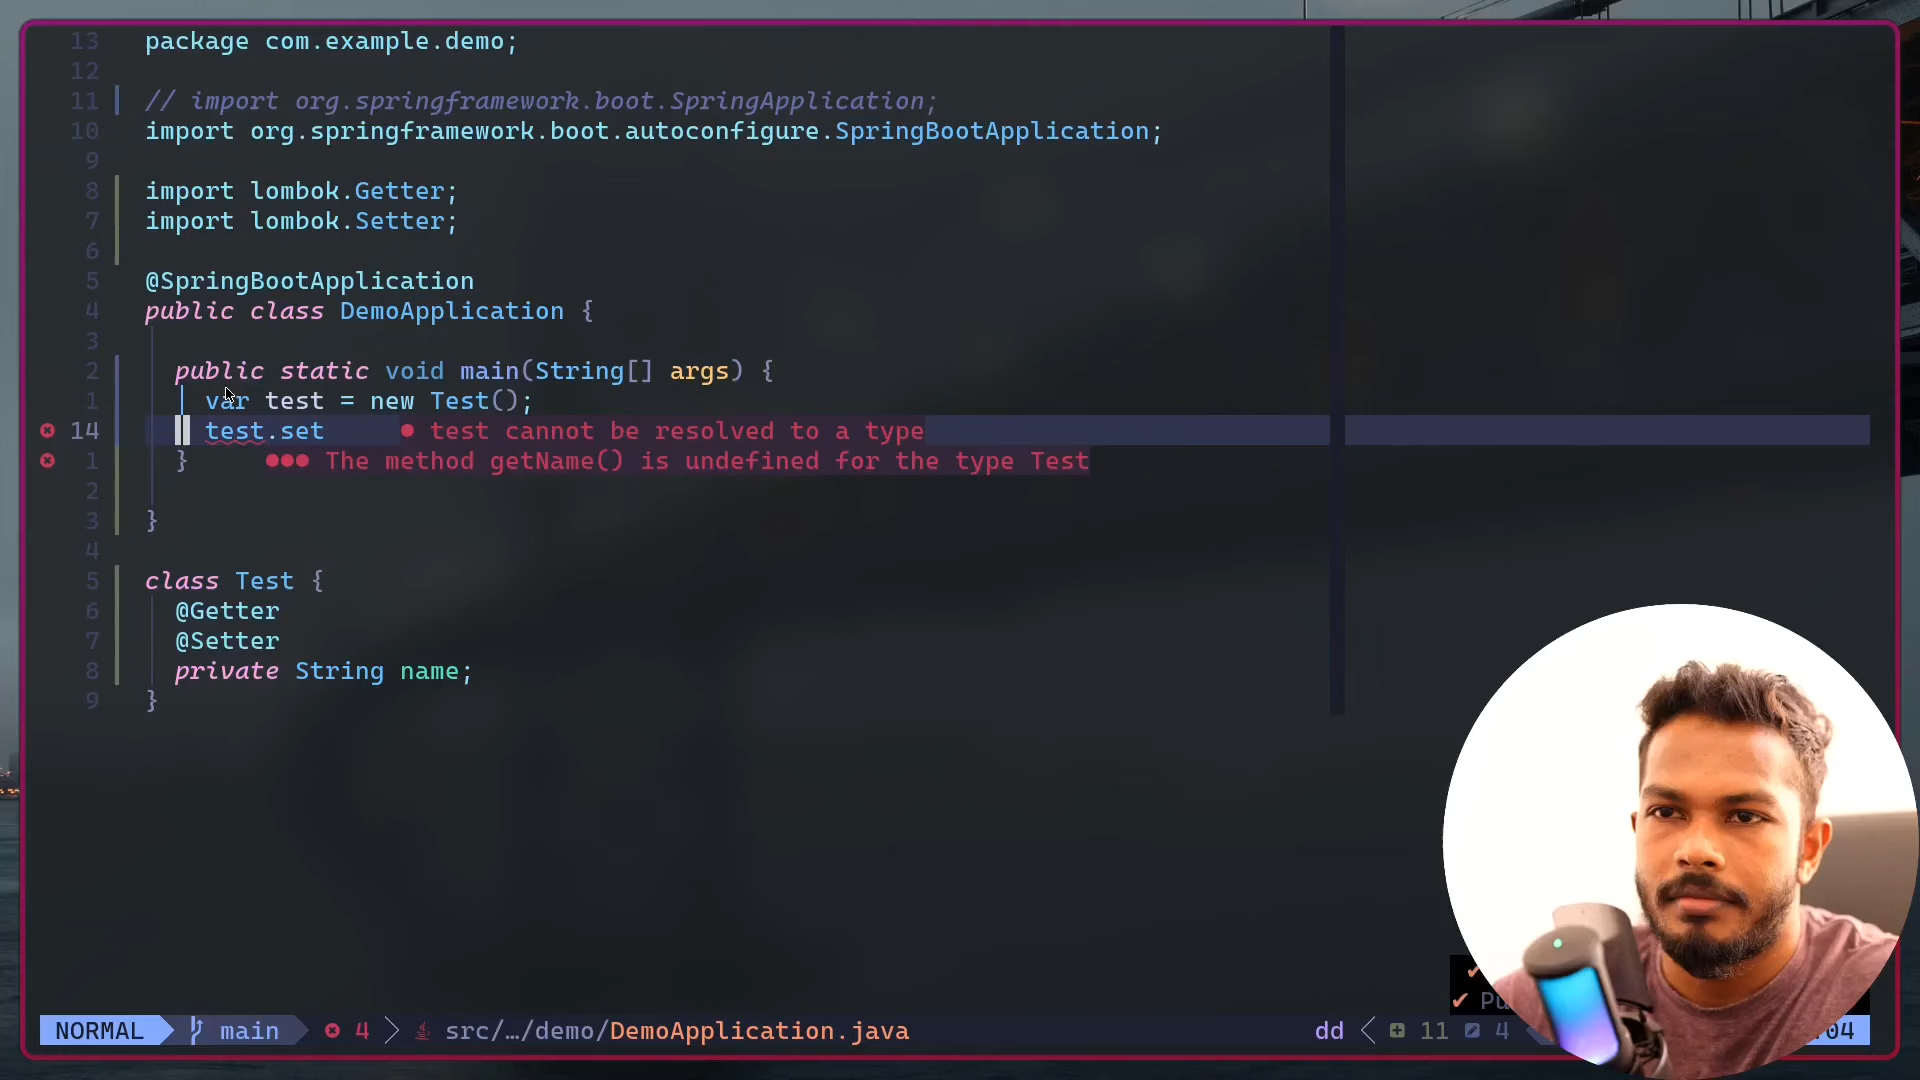 13 package com.example.demo;
12
11 // import org.springframework.boot.SpringApplication;
10 import org.springframework.boot.autoconfigure.SpringBootApplication;
9
8 import lombok.Getter;
7 import lombok.Setter;
6
5 @SpringBootApplication
4 public class DemoApplication {
3
2 public static void main(String[] args) {
1 var test = new Test();
14 test.set ● test cannot be resolved to a type
1 } ●●● The method getName() is undefined for the type Test
2
3 }
4
5 class Test {
6 @Getter
7 @Setter
8 private String name;
9 }
NORMAL main 4 src/…/demo/DemoApplication.java dd 11 4